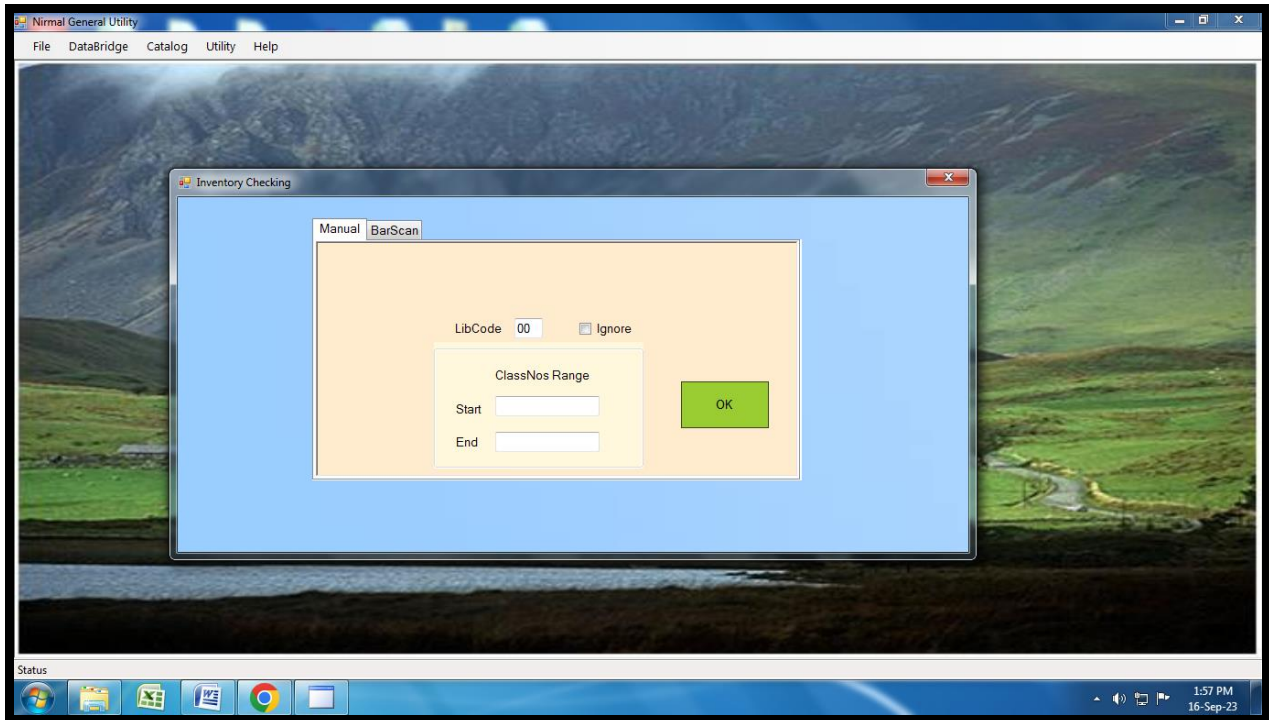 Nirmal General Utility
File DataBridge Catalog Utility Help
Inventory Checking
Manual BarScan
LibCode 00 Ignore
ClassNos Range
Start
OK
End
Status
1:57 PM
16-Sep-23